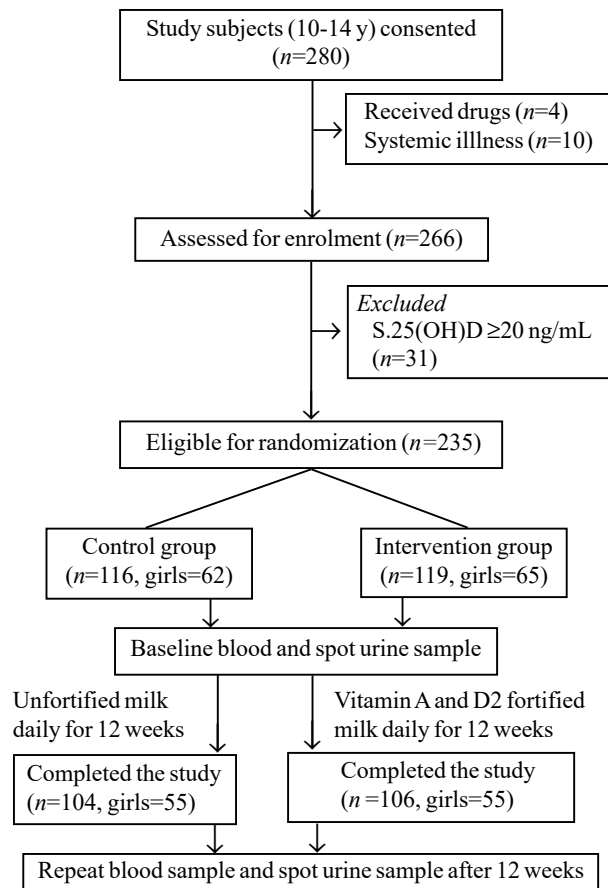 Study subjects (10-14 y) consented
(n=280)
Received drugs (n=4)
Systemic illlness (n=10)
Assessed for enrolment (n=266)
Excluded
S.25(OH)D ≥20 ng/mL
(n=31)
Eligible for randomization (n=235)
Control group
(n=116, girls=62)
Intervention group
(n=119, girls=65)
Baseline blood and spot urine sample
Unfortified milk
daily for 12 weeks
Vitamin A and D2 fortified
milk daily for 12 weeks
Completed the study
(n=104, girls=55)
Completed the study
(n =106, girls=55)
Repeat blood sample and spot urine sample after 12 weeks